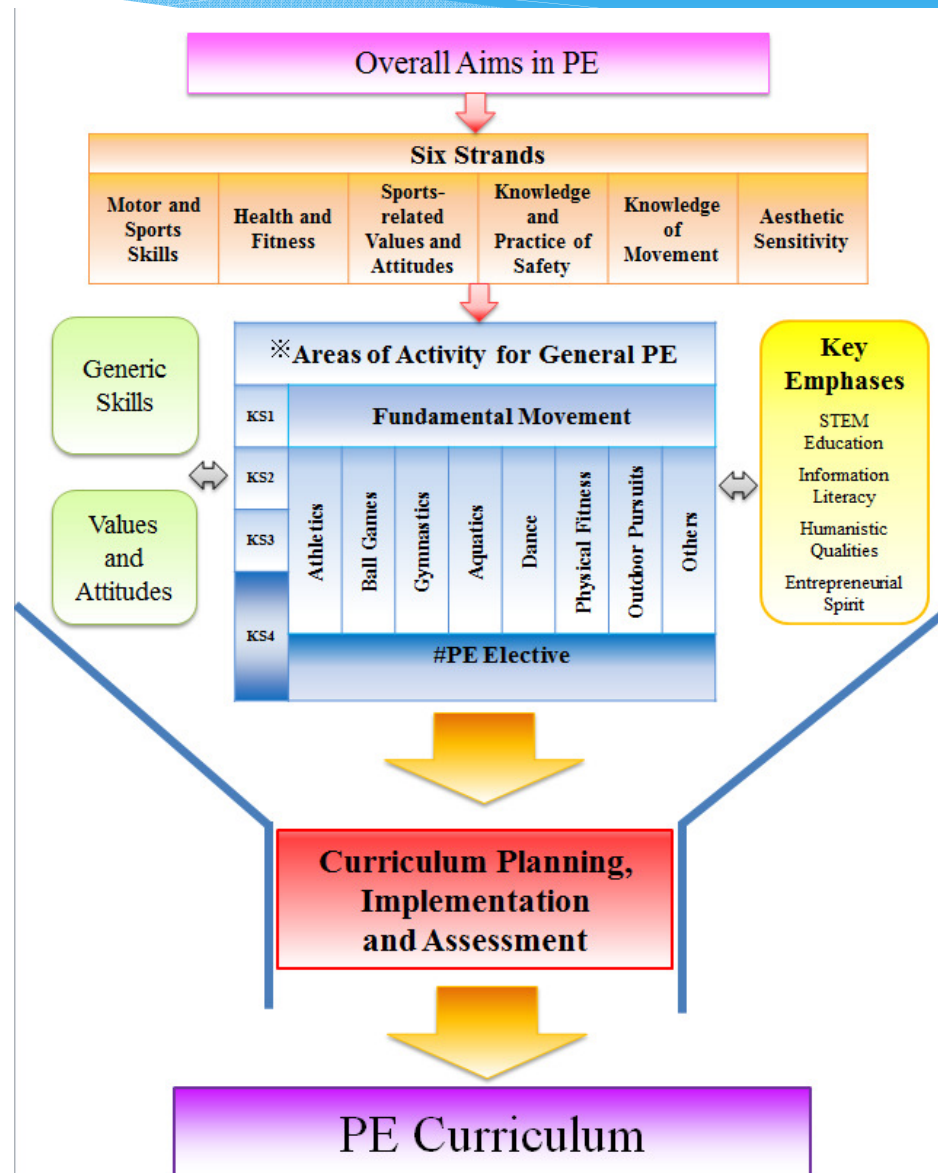 Overall Aims in PE
Six Strands
Motor and
Sports
Skills
Health and
Fitness
Sports-
related
Values and
Attitudes
Knowledge
and
Practice of
Safety
Knowledge
of
Movement
Aesthetic
Sensitivity
Generic
Skills
Values
and
Attitudes
※Areas of Activity for General PE
KS1
Fundamental Movement
KS2
KS3
KS4
Athletics
Ball Games
Gymnastics
Aquatics
Dance
Physical Fitness
Outdoor Pursuits
Others
#PE Elective
Key
Emphases
STEM
Education
Information
Literacy
Humanistic
Qualities
Entrepreneurial
Spirit
Curriculum Planning,
Implementation
and Assessment
PE Curriculum